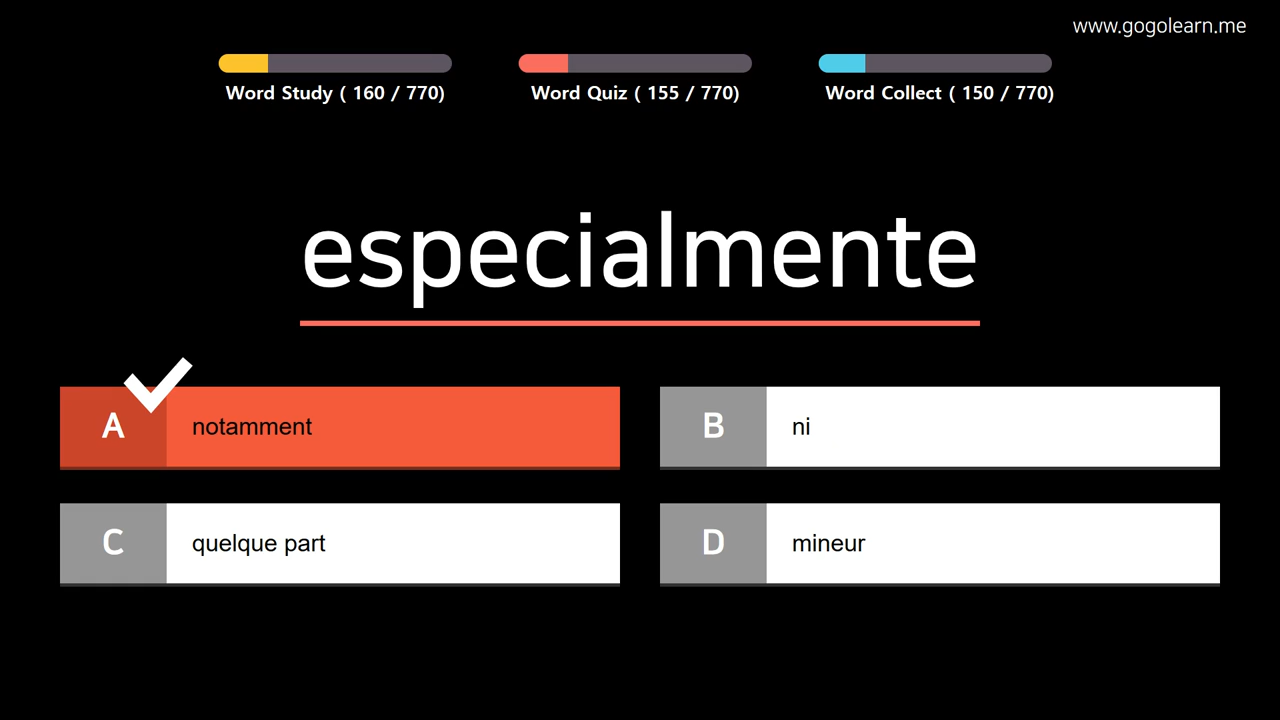 www.gogolearn.me
Word Study ( 160 / 770)
Word Quiz ( 155 / 770)
Word Collect ( 150 / 770)
especialmente
A notamment
B ni
C quelque part
D mineur